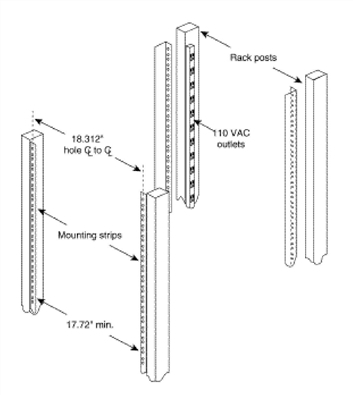 Rack posts
18.312"
hole ℄ to ℄
110 VAC
outlets
Mounting strips
17.72" min.